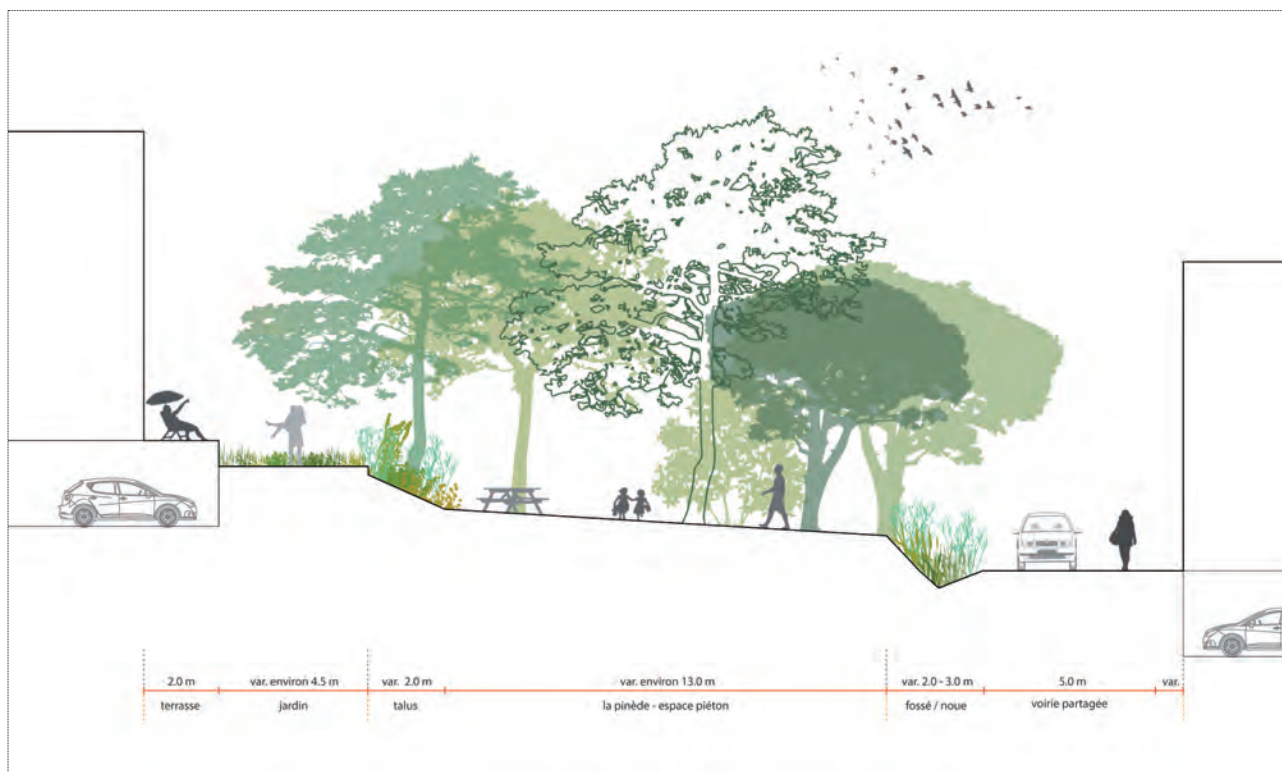 2.0 m
var. environ 4.5 m
var. 2.0 m
var. environ 13.0 m
var. 2.0 - 3.0 m
5.0 m
var.
terrasse
jardin
talus
la pinède - espace piéton
fossé / noue
voirie partagée